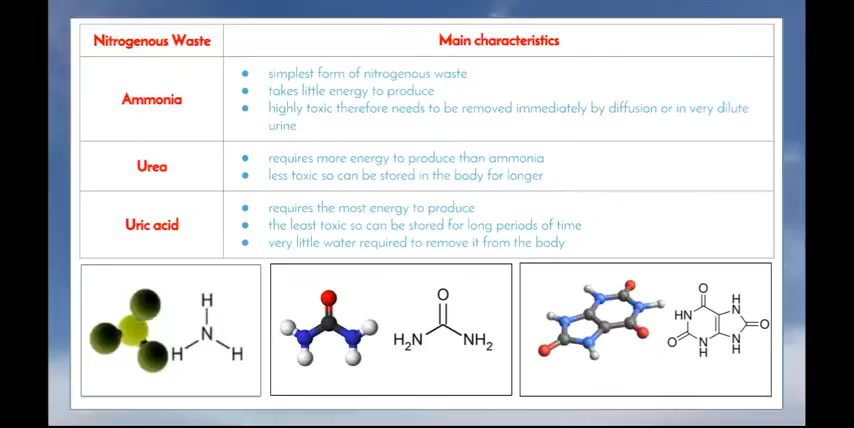 Nitrogenous Waste
Main characteristics
Ammonia
● simplest form of nitrogenous waste
● takes little energy to produce
● highly toxic therefore needs to be removed immediately by diffusion or in very dilute
urine
Urea
● requires more energy to produce than ammonia
● less toxic so can be stored in the body for longer
Uric acid
● requires the most energy to produce
● the least toxic so can be stored for long periods of time
● very little water required to remove it from the body
H
N
H
H
O
H₂N
NH₂
O
H
N
HN
O
O
N
H
N
H